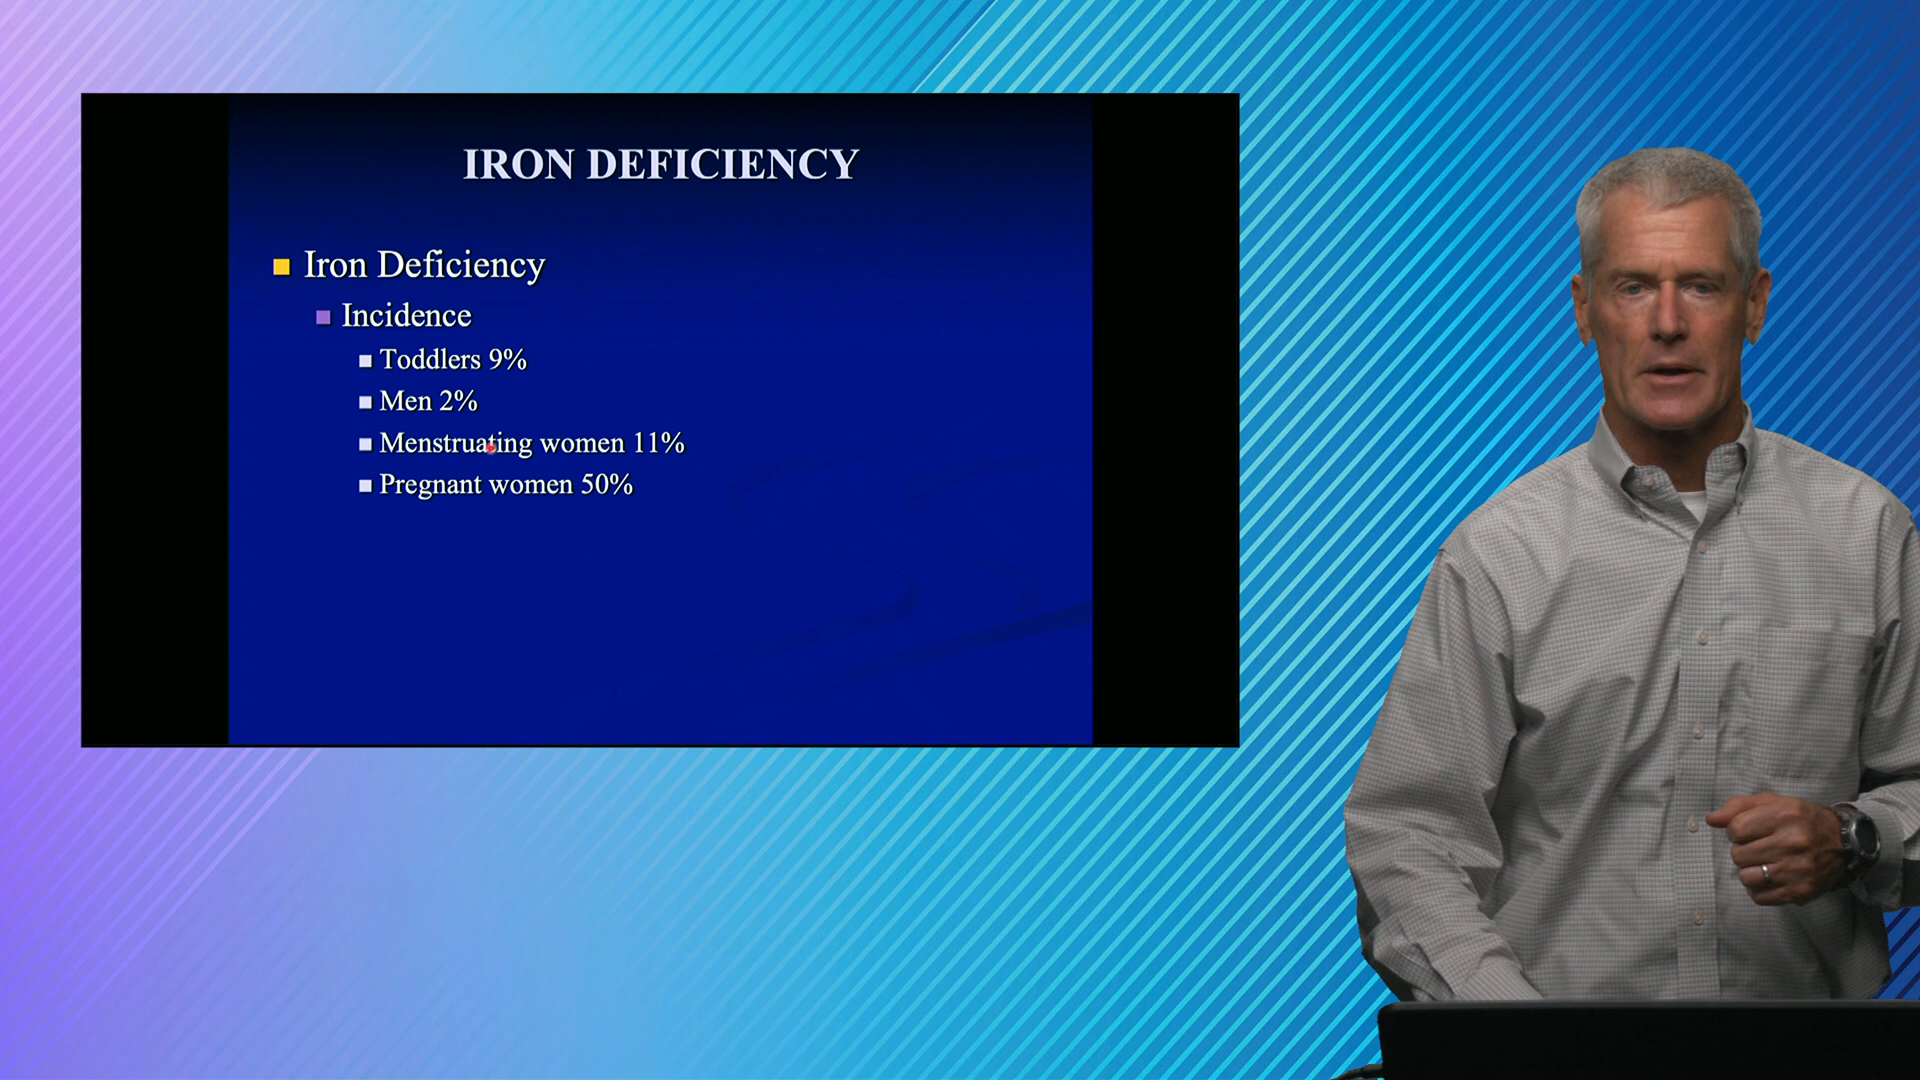 IRON DEFICIENCY
Iron Deficiency
Incidence
Toddlers 9%
Men 2%
Menstruating women 11%
Pregnant women 50%